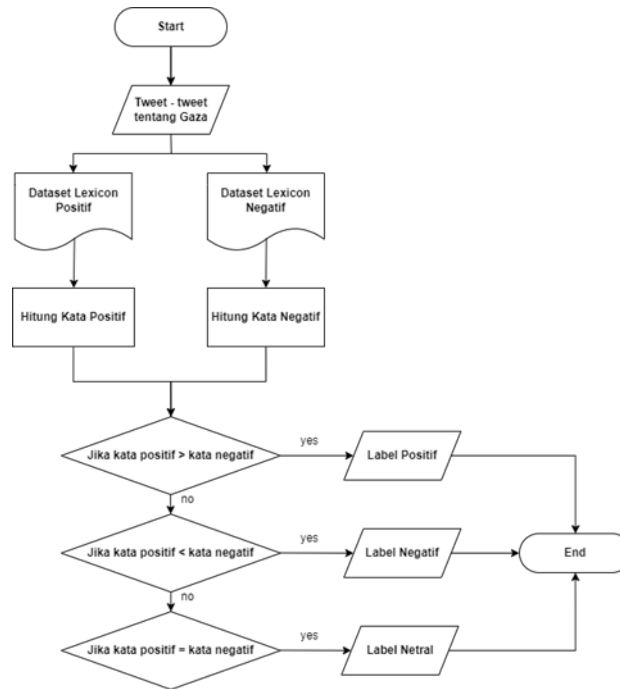 Start
Tweet - tweet
tentang Gaza
Dataset Lexicon
Positif
Dataset Lexicon
Negatif
Hitung Kata Positif
Hitung Kata Negatif
Jika kata positif > kata negatif
yes
Label Positif
no
Jika kata positif < kata negatif
yes
Label Negatif
End
no
Jika kata positif = kata negatif
yes
Label Netral